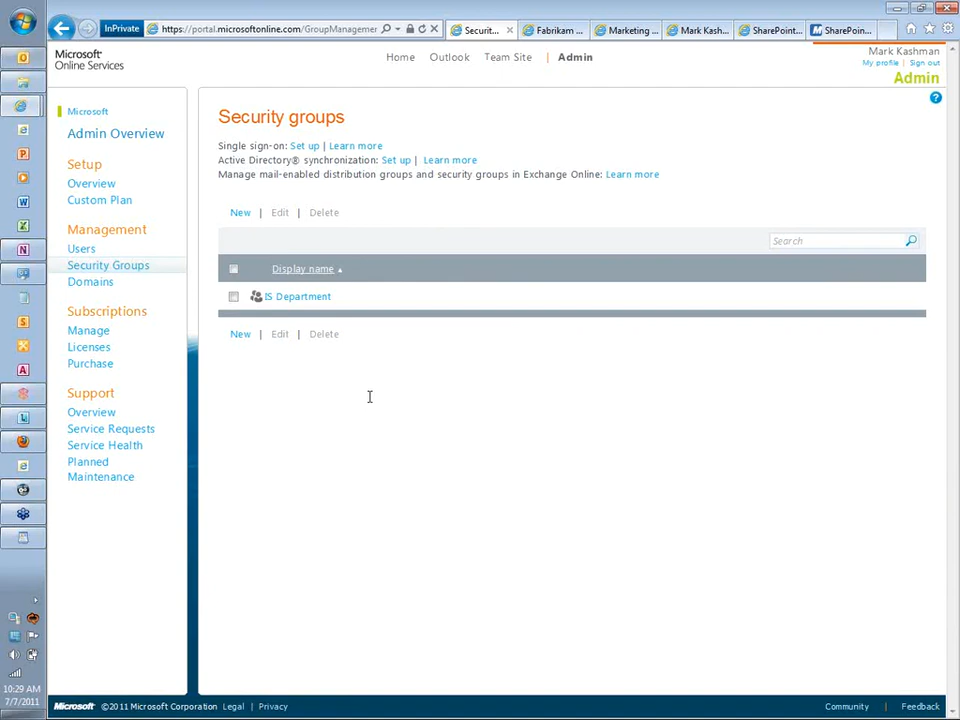 InPrivate
https://portal.microsoftonline.com/GroupManagemer
Securit...
Fabrikam ...
Marketing ...
Mark Kash...
SharePoint...
SharePoin...
Microsoft®
Online Services
Home
Outlook
Team Site
|
Admin
Mark Kashman
My profile | Sign out
Admin
Microsoft
Admin Overview
Setup
Overview
Custom Plan
Management
Users
Security Groups
Domains
Subscriptions
Manage
Licenses
Purchase
Support
Overview
Service Requests
Service Health
Planned
Maintenance
Security groups
Single sign-on: Set up | Learn more
Active Directory® synchronization: Set up | Learn more
Manage mail-enabled distribution groups and security groups in Exchange Online: Learn more
New | Edit | Delete
Search
Display name
IS Department
New | Edit | Delete
10:29 AM
7/7/2011
Microsoft ©2011 Microsoft Corporation Legal | Privacy
Community | Feedback